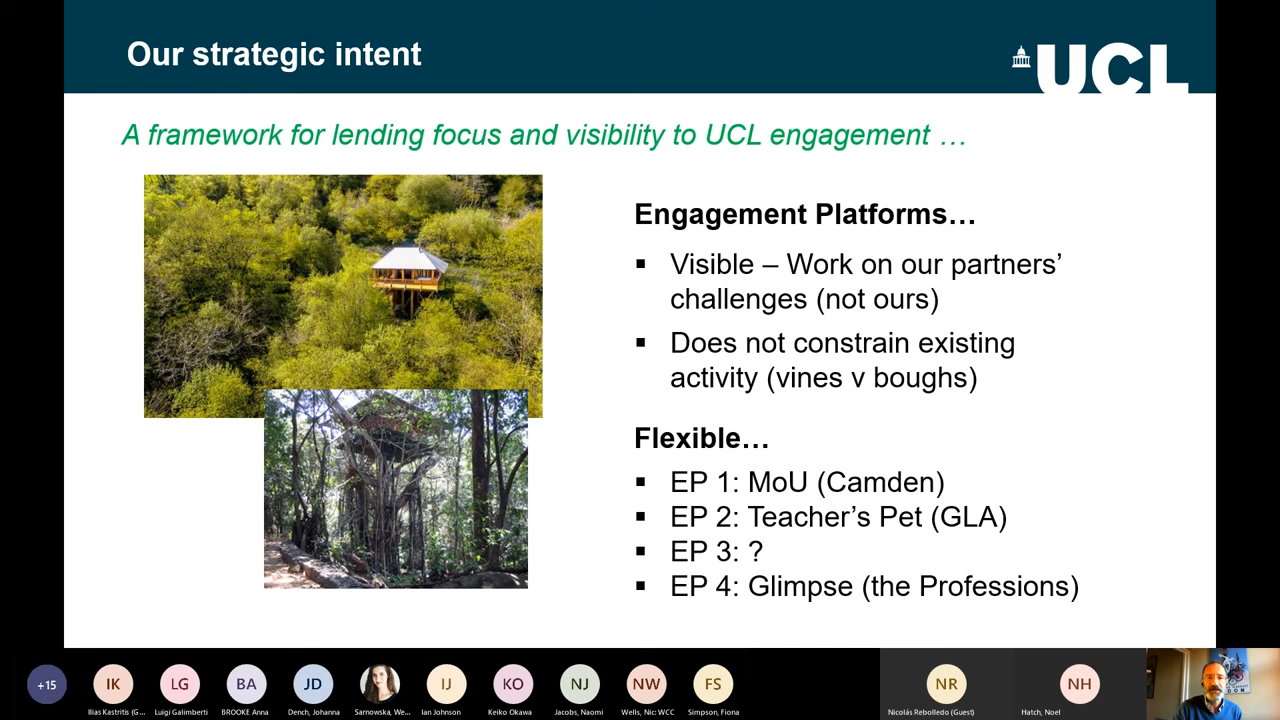 Our strategic intent
UCL
A framework for lending focus and visibility to UCL engagement …
Engagement Platforms…
▪ Visible – Work on our partners’
challenges (not ours)
▪ Does not constrain existing
activity (vines v boughs)
Flexible…
▪ EP 1: MoU (Camden)
▪ EP 2: Teacher’s Pet (GLA)
▪ EP 3: ?
▪ EP 4: Glimpse (the Professions)
+15
IK
LG
BA
JD
IJ
KO
NJ
NW
FS
NR
NH
Ilias Kastritis (G...
Luigi Galimberti
BROOKE Anna
Dench, Johanna
Sarnowska, We...
Ian Johnson
Keiko Okawa
Jacobs, Naomi
Wells, Nic: WCC
Simpson, Fiona
Nicolás Rebolledo (Guest)
Hatch, Noel